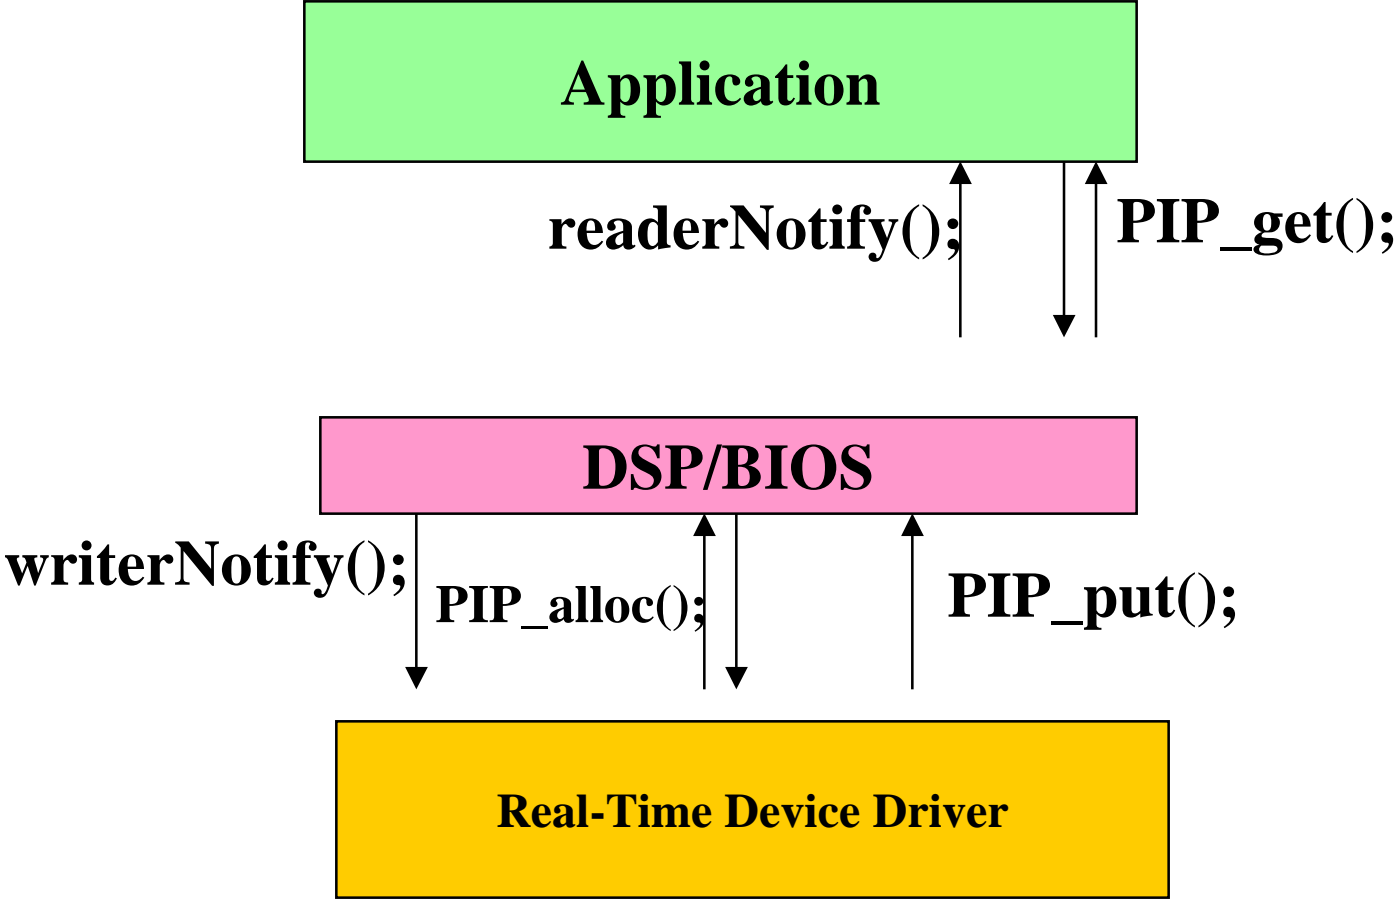 Application
readerNotify();
PIP_get();
DSP/BIOS
writerNotify();
PIP_alloc();
PIP_put();
Real-Time Device Driver